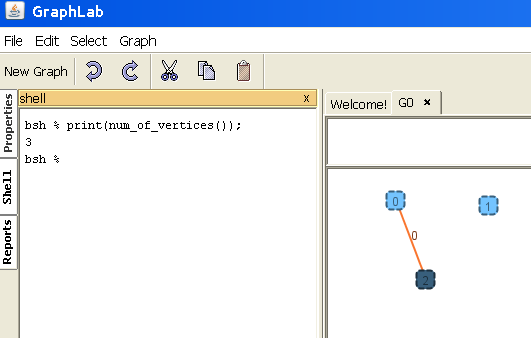 GraphLab
File Edit Select Graph
New Graph
Properties
Shell
Reports
shell x
bsh % print(num_of_vertices());
3
bsh %
Welcome! G0 ×
0
1
0
2